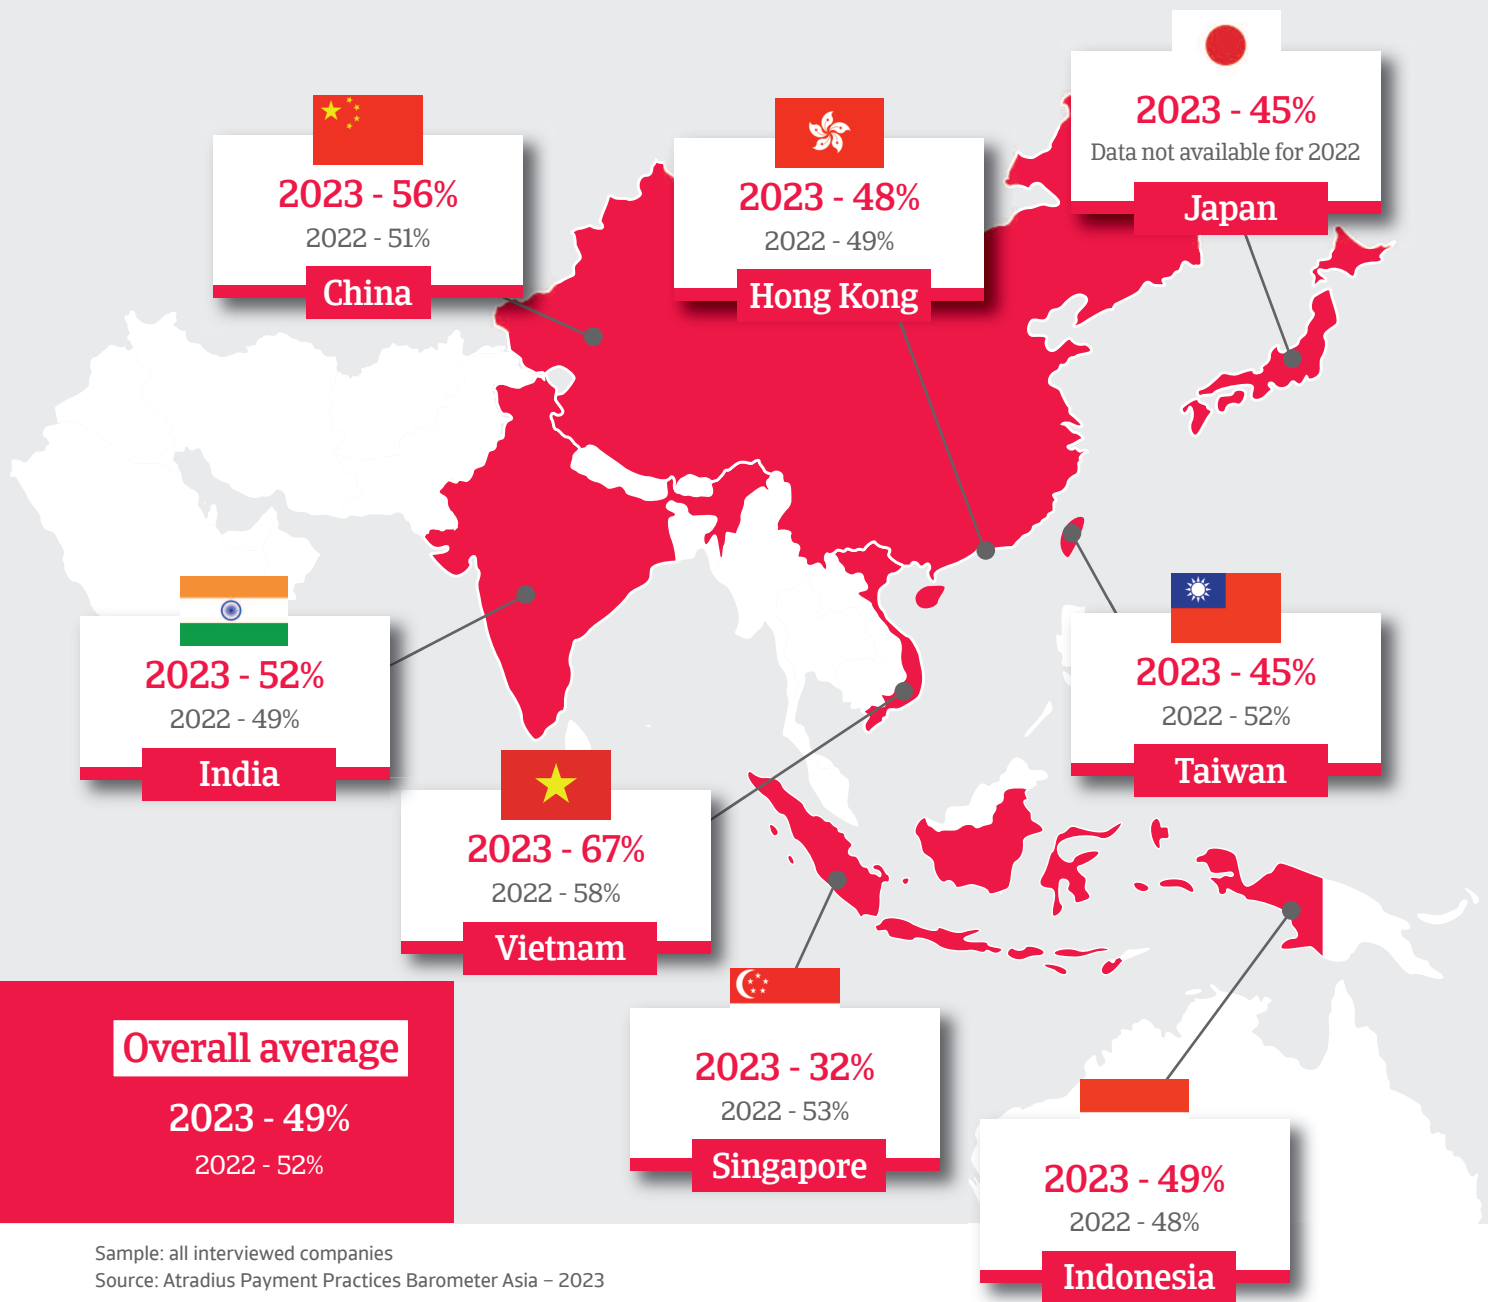 2023 - 45%
Data not available for 2022
Japan
2023 - 56%
2022 - 51%
China
2023 - 48%
2022 - 49%
Hong Kong
2023 - 52%
2022 - 49%
India
2023 - 45%
2022 - 52%
Taiwan
2023 - 67%
2022 - 58%
Vietnam
2023 - 32%
2022 - 53%
Singapore
2023 - 49%
2022 - 48%
Indonesia
Overall average
2023 - 49%
2022 - 52%
Sample: all interviewed companies
Source: Atradius Payment Practices Barometer Asia – 2023